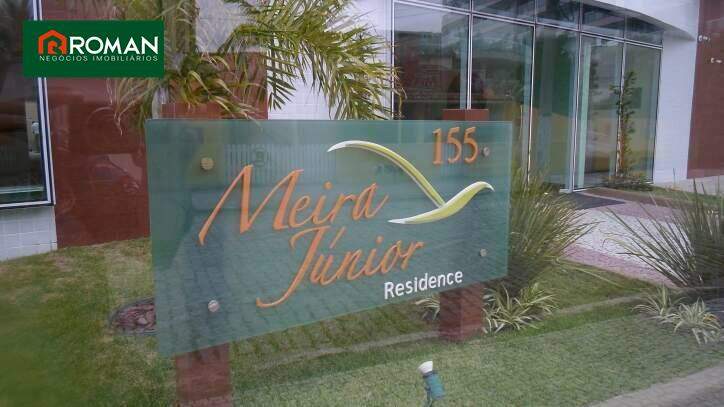 ROMAN
NEGÓCIOS IMOBILIÁRIOS
155
Meira
Júnior
Residence